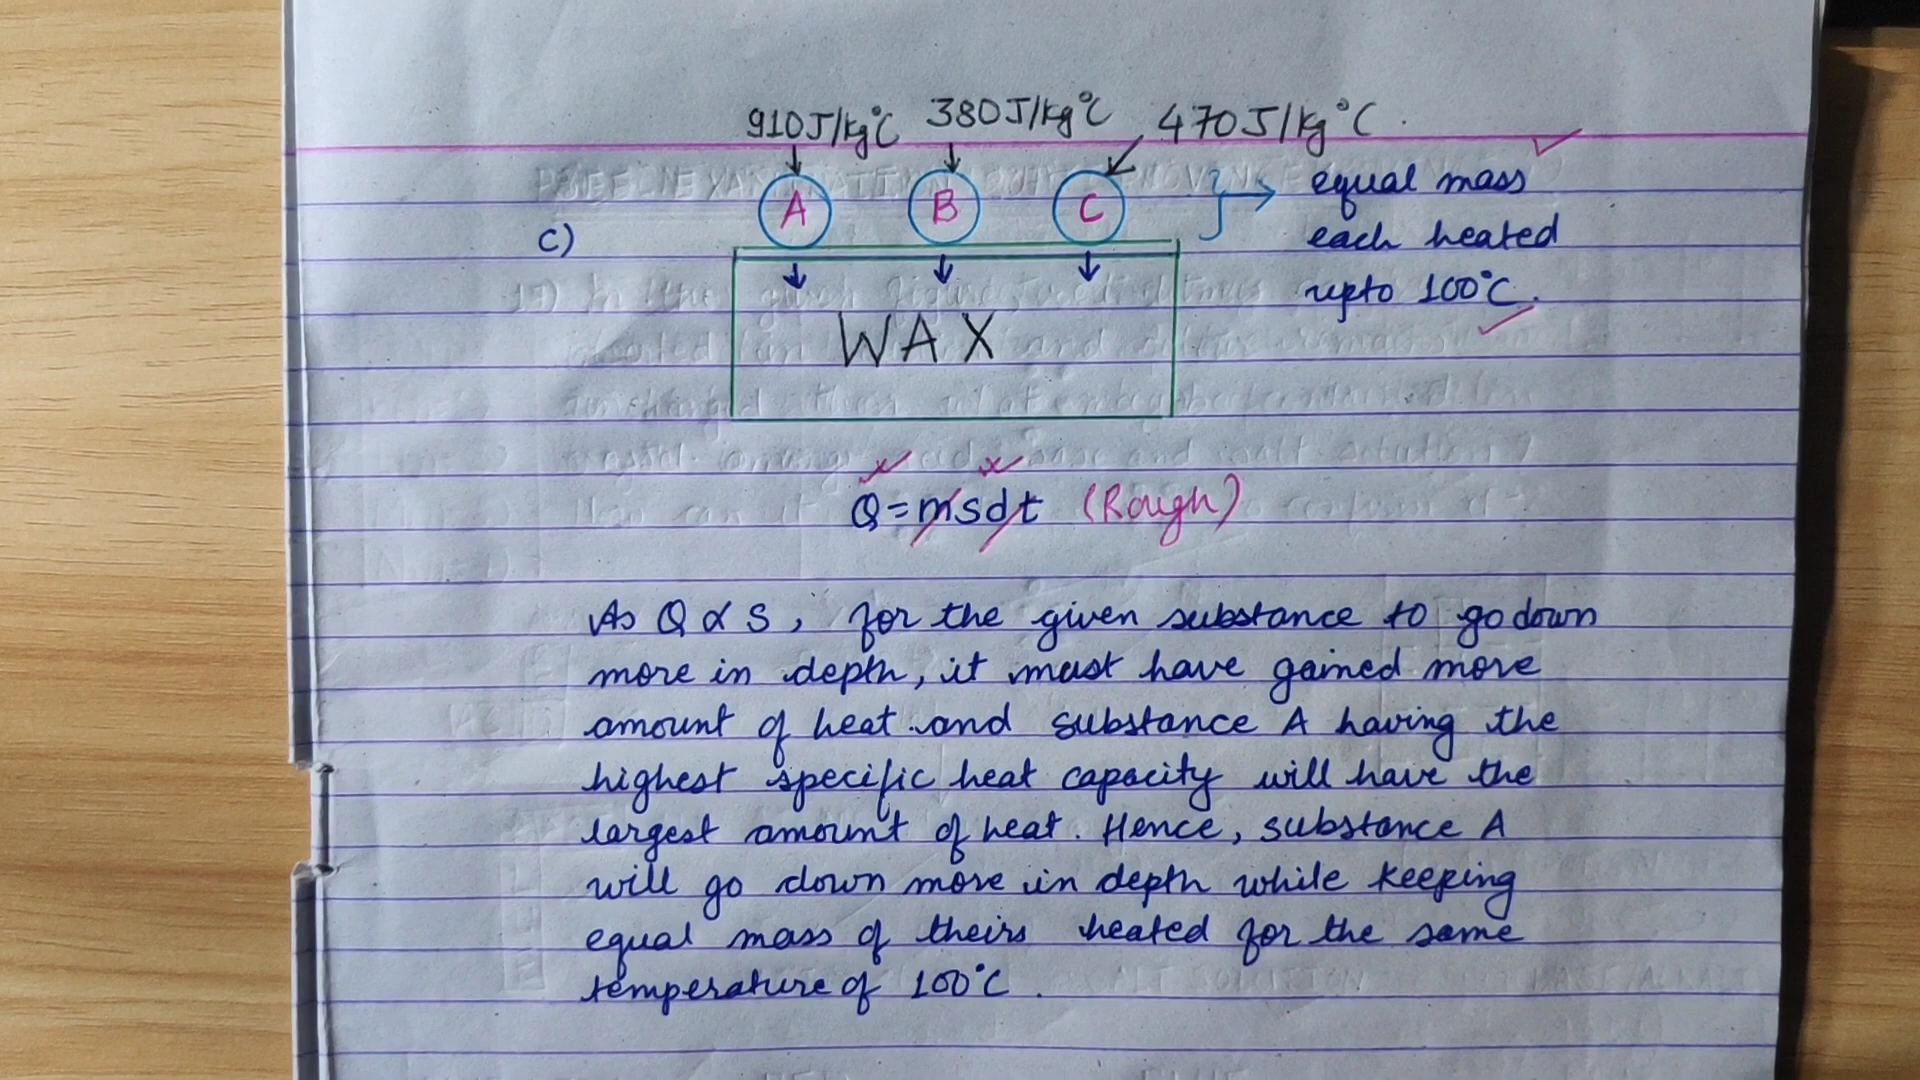 910J/kg°C 380J/kg°C 470J/kg°C.
A B C
equal mass
c)
each heated
upto 100°C.
WAX
Q=msdt (Rough)
As Q ∝ S, for the given substance to go down
more in depth, it must have gained more
amount of heat and substance A having the
highest specific heat capacity will have the
largest amount of heat. Hence, substance A
will go down more in depth while keeping
equal mass of theirs heated for the same
temperature of 100°C.